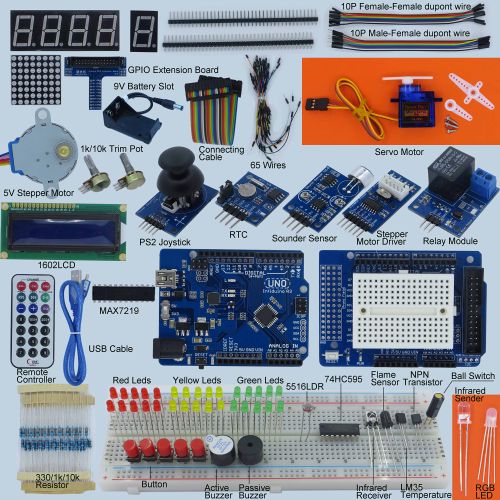 10P Female-Female dupont wire
10P Male-Female dupont wire
GPIO Extension Board
9V Battery Slot
Connecting
Cable
65 Wires
Servo Motor
1k/10k Trim Pot
5V Stepper Motor
PS2 Joystick
RTC
Sounder Sensor
Stepper
Motor Driver
Relay Module
1602LCD
MAX7219
DIGITAL
UNO
ANALOG IN
RESET
USB Cable
Remote
Controller
Red Leds
Yellow Leds
Green Leds
5516LDR
74HC595
Flame
Sensor
NPN
Transistor
Ball Switch
Infrared
Sender
330/1k/10k
Resistor
Button
Active
Buzzer
Passive
Buzzer
Infrared
Receiver
LM35
Temperature
RGB
LED